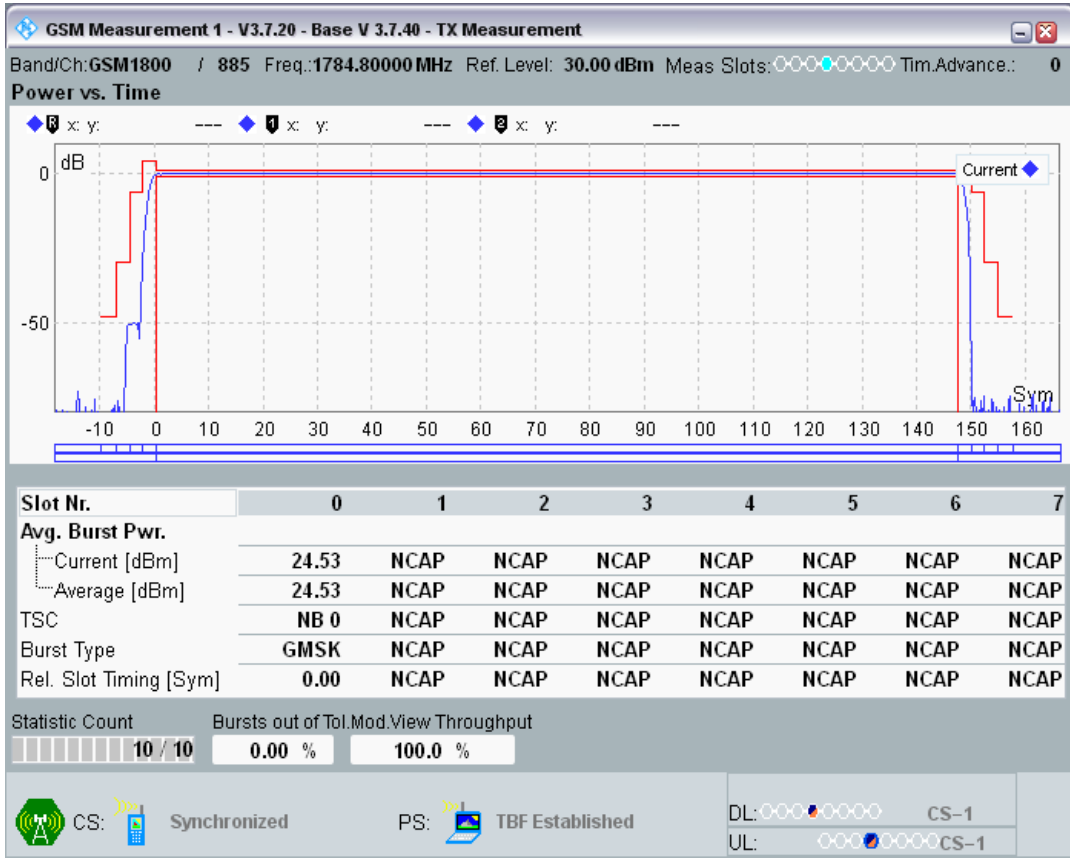 GSM Measurement 1 - V3.7.20 - Base V 3.7.40 - TX Measurement
Band/Ch:GSM1800 / 885 Freq.:1784.80000 MHz Ref. Level: 30.00 dBm Meas Slots: Tim.Advance.: 0
Power vs. Time
R x: y: --- 1 x: y: --- 2 x: y: ---
dB
Current
0
-50
Sym
-10 0 10 20 30 40 50 60 70 80 90 100 110 120 130 140 150 160
Slot Nr. 0 1 2 3 4 5 6 7
Avg. Burst Pwr.
Current [dBm] 24.53 NCAP NCAP NCAP NCAP NCAP NCAP NCAP
Average [dBm] 24.53 NCAP NCAP NCAP NCAP NCAP NCAP NCAP
TSC NB 0 NCAP NCAP NCAP NCAP NCAP NCAP NCAP
Burst Type GMSK NCAP NCAP NCAP NCAP NCAP NCAP NCAP
Rel. Slot Timing [Sym] 0.00 NCAP NCAP NCAP NCAP NCAP NCAP NCAP
Statistic Count Bursts out of Tol.Mod.View Throughput
10 / 10 0.00 % 100.0 %
CS: Synchronized PS: TBF Established
DL: CS-1
UL: CS-1